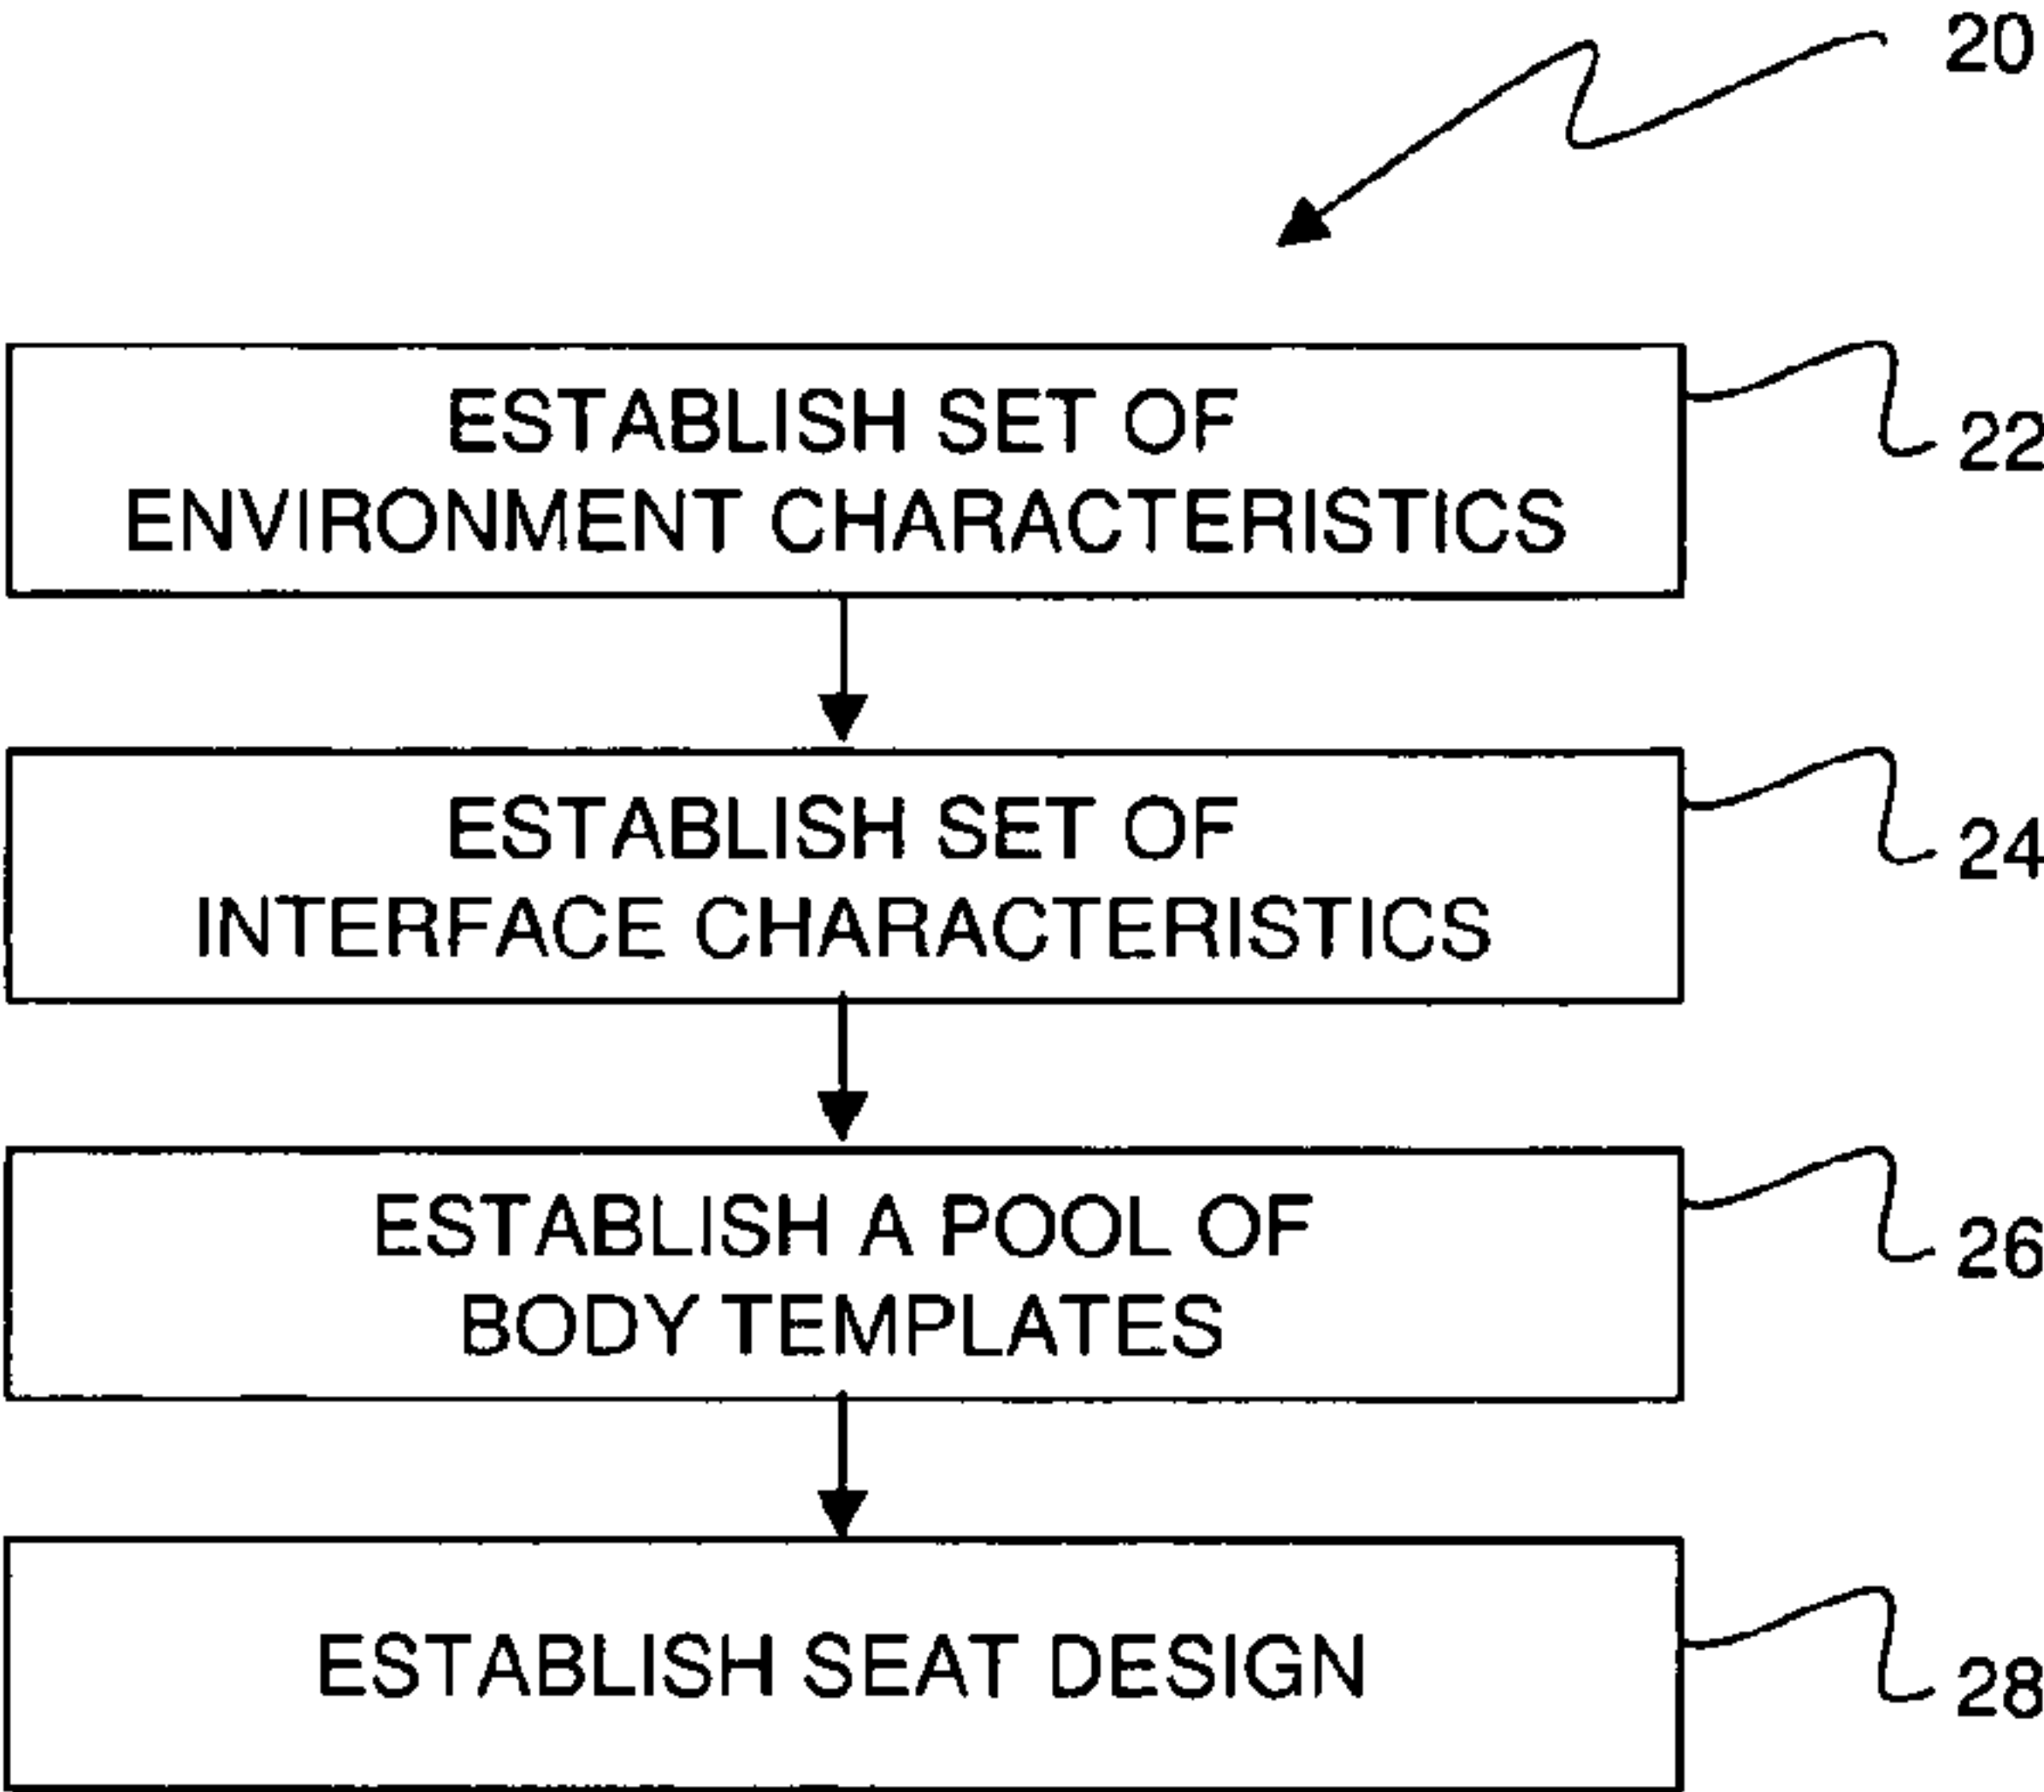 20
ESTABLISH SET OF
ENVIRONMENT CHARACTERISTICS
22
ESTABLISH SET OF
INTERFACE CHARACTERISTICS
24
ESTABLISH A POOL OF
BODY TEMPLATES
26
ESTABLISH SEAT DESIGN
28